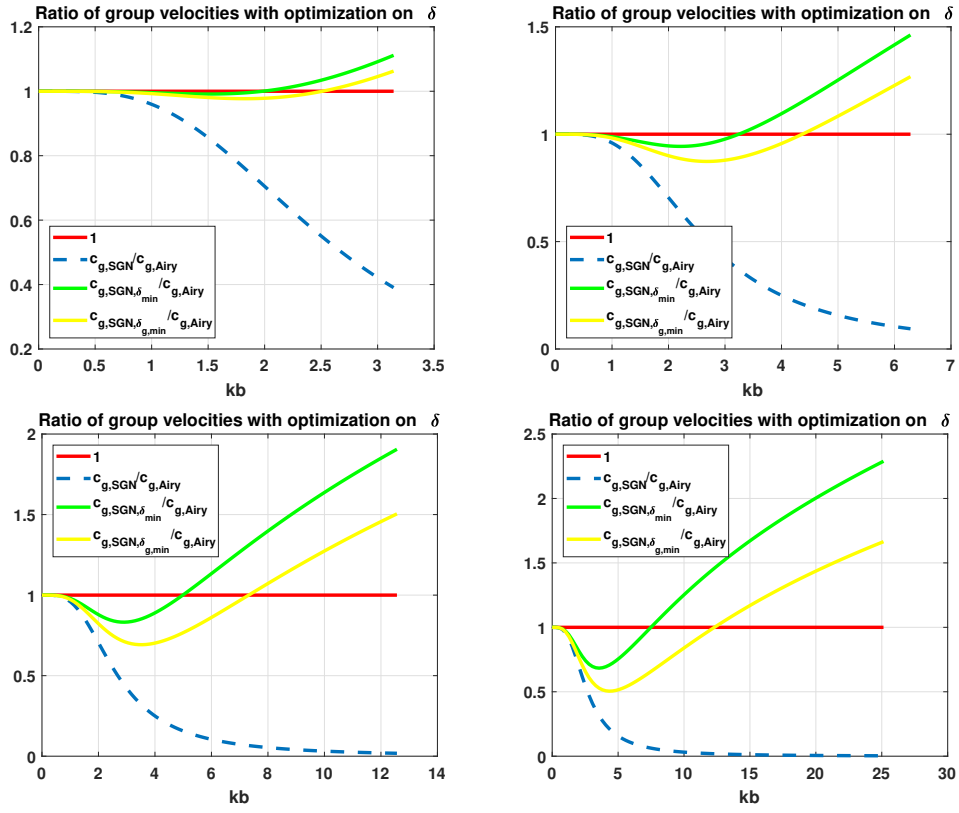 Ratio of group velocities with optimization on δ
1.2
1
0.8
0.6
0.4
0.2
1
c_g,SGN/c_g,Airy
c_g,SGN,δ_min/c_g,Airy
c_g,SGN,δ_g,min/c_g,Airy
0 0.5 1 1.5 2 2.5 3 3.5
kb
Ratio of group velocities with optimization on δ
1.5
1
0.5
0
1
c_g,SGN/c_g,Airy
c_g,SGN,δ_min/c_g,Airy
c_g,SGN,δ_g,min/c_g,Airy
0 1 2 3 4 5 6 7
kb
Ratio of group velocities with optimization on δ
2
1.5
1
0.5
0
1
c_g,SGN/c_g,Airy
c_g,SGN,δ_min/c_g,Airy
c_g,SGN,δ_g,min/c_g,Airy
0 2 4 6 8 10 12 14
kb
Ratio of group velocities with optimization on δ
2.5
2
1.5
1
0.5
0
1
c_g,SGN/c_g,Airy
c_g,SGN,δ_min/c_g,Airy
c_g,SGN,δ_g,min/c_g,Airy
0 5 10 15 20 25 30
kb